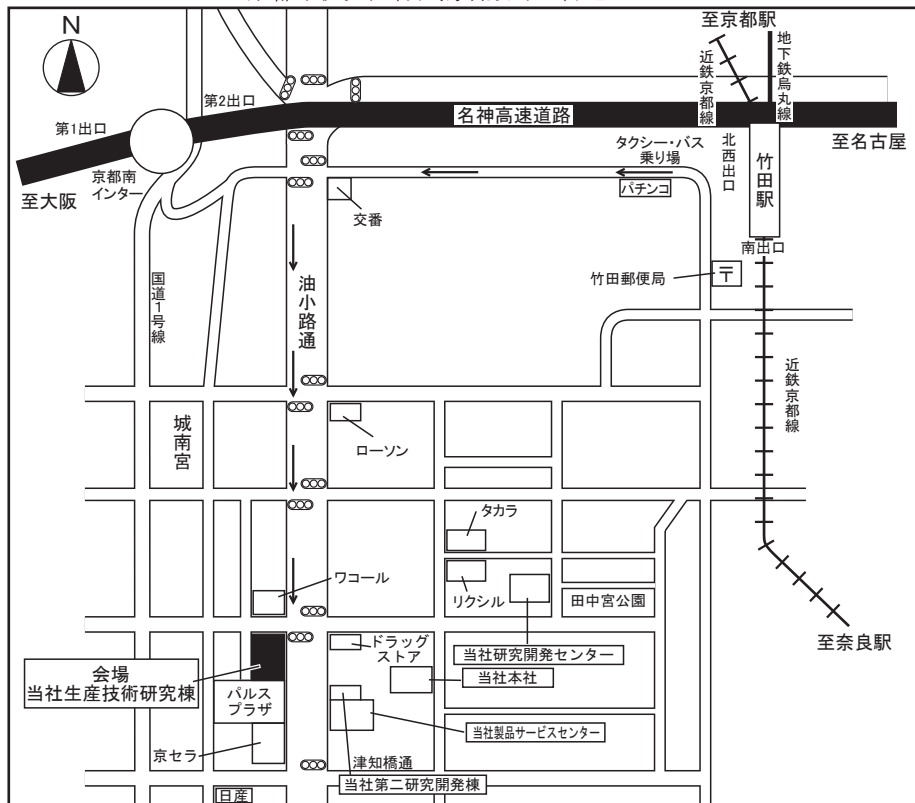 N
至京都駅
地下鉄烏丸線
近鉄京都線
第2出口
第1出口
名神高速道路
至名古屋
京都南
インター
至大阪
タクシー・バス
乗り場
北西出口
竹田駅
パチンコ
交番
南出口
竹田郵便局
〒
国道1号線
油小路通
近鉄京都線
城南宮
ローソン
タカラ
ワコール
リクシル
田中宮公園
至奈良駅
ドラッグ
ストア
当社研究開発センター
会場
当社生産技術研究棟
当社本社
パルス
プラザ
当社製品サービスセンター
京セラ
津知橋通
当社第二研究開発棟
日産